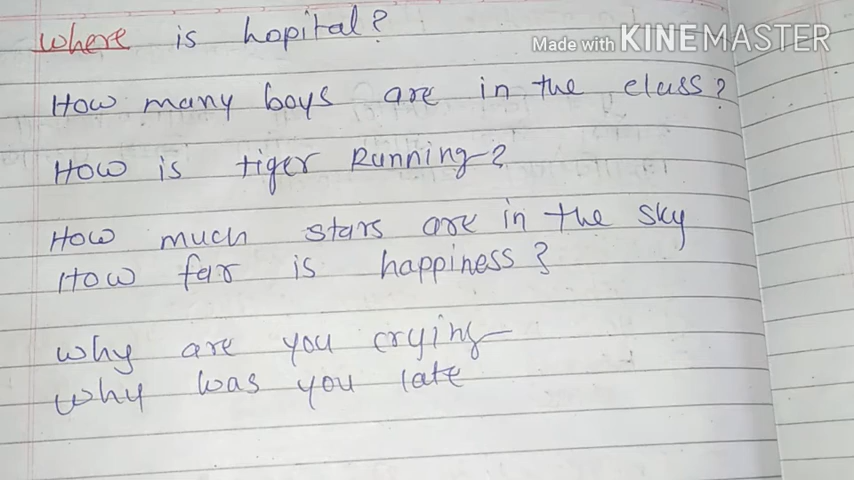 where is hopital?
Made with KINEMASTER
How many boys are in the class?
How is tiger Running?
How much stars are in the sky
How far is happiness?
why are you crying
why was you late